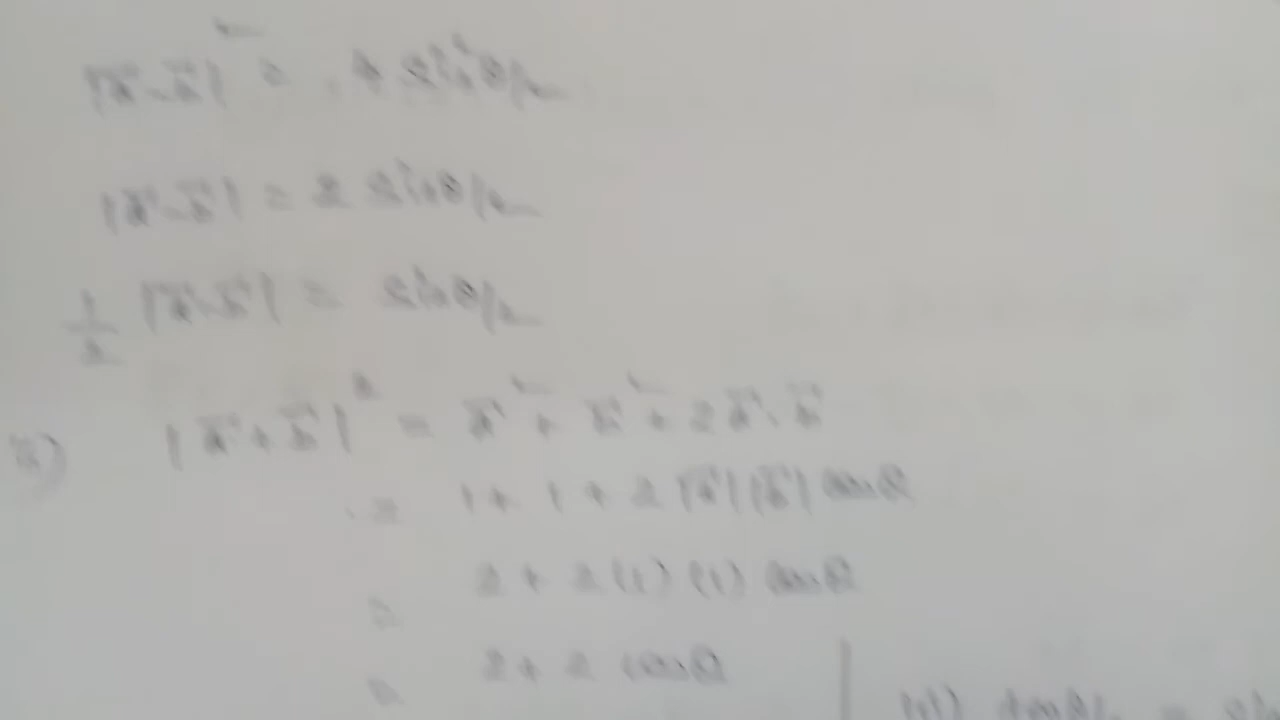 |a⃗-b⃗|² = 4 sin²θ/2
|a⃗-b⃗| = 2 sinθ/2
1/2 |a⃗-b⃗| = sinθ/2
|a⃗+b⃗|² = a⃗² + b⃗² + 2a⃗.b⃗
= 1 + 1 + 2|a⃗||b⃗| cosθ
= 2 + 2(1)(1) cosθ
= 2 + 2 cosθ